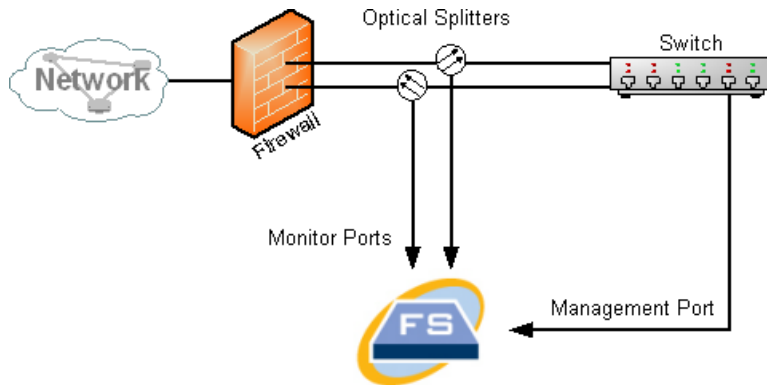 Optical Splitters
Switch
Network
Firewall
Monitor Ports
Management Port
FS